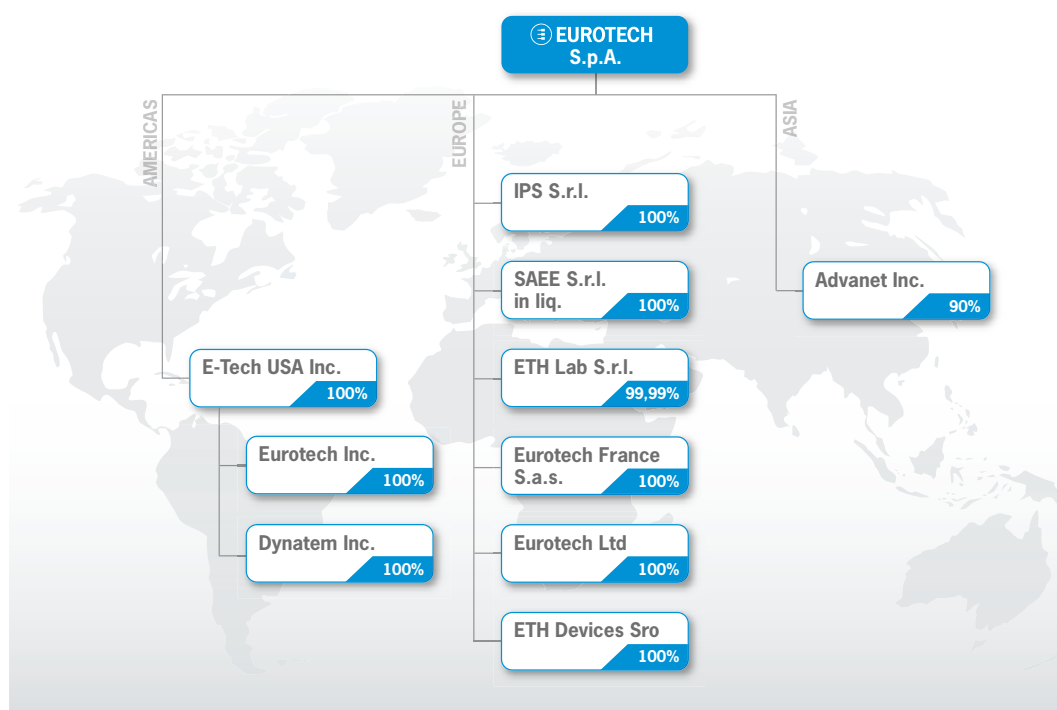 EUROTECH
S.p.A.
AMERICAS
EUROPE
ASIA
IPS S.r.l.
100%
SAEE S.r.l.
in liq.
100%
Advanet Inc.
90%
E-Tech USA Inc.
100%
ETH Lab S.r.l.
99,99%
Eurotech Inc.
100%
Eurotech France
S.a.s.
100%
Dynatem Inc.
100%
Eurotech Ltd
100%
ETH Devices Sro
100%